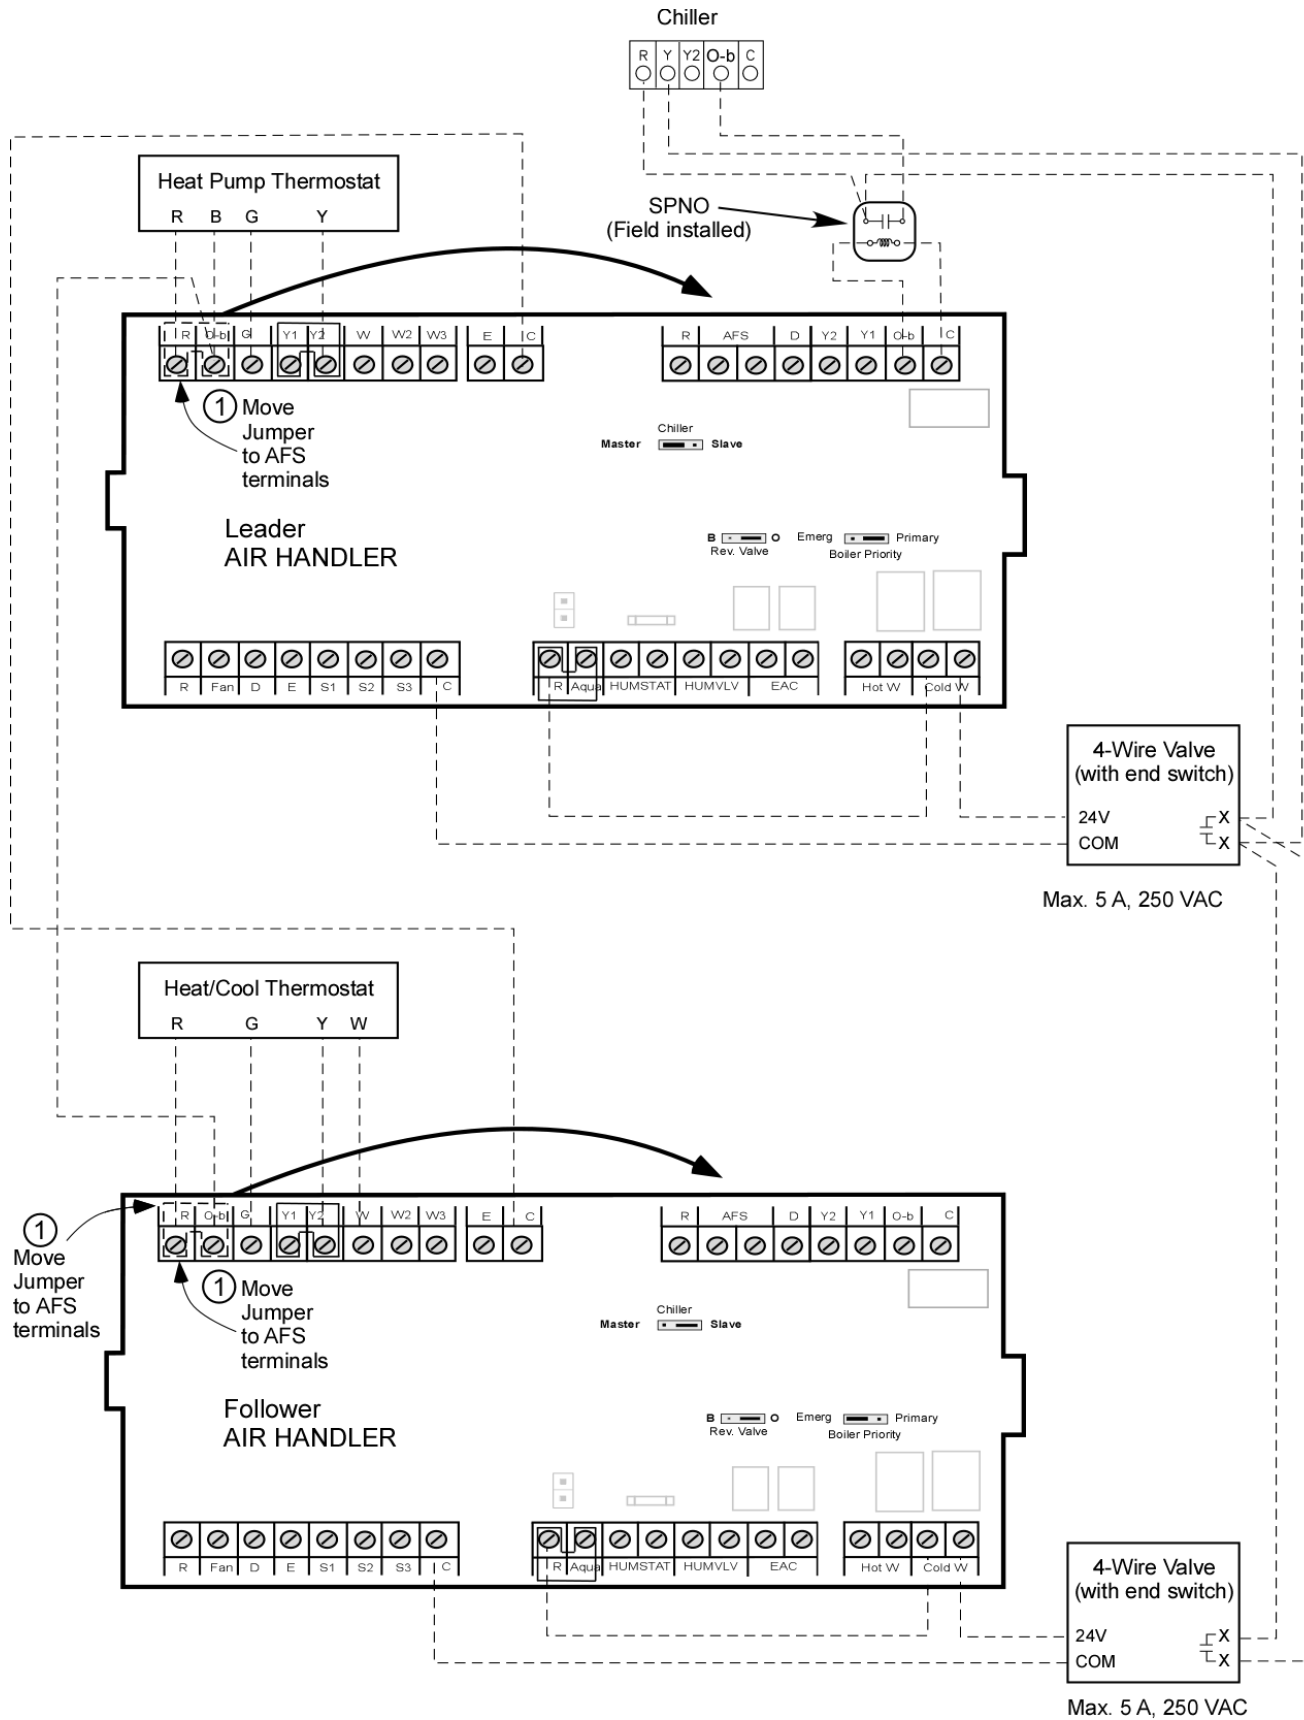 Chiller
R Y Y2 O-b C
Heat Pump Thermostat
R B G Y
SPNO
(Field installed)
R O-b G Y1 Y2 W W2 W3 E C
R AFS D Y2 Y1 O-b C
1 Move
Jumper
to AFS
terminals
Chiller
Master Slave
Leader
AIR HANDLER
B O
Rev. Valve
Emerg Primary
Boiler Priority
R Fan D E S1 S2 S3 C
R Aqua HUMSTAT HUMVLV EAC
Hot W Cold W
4-Wire Valve
(with end switch)
24V X
COM X
Max. 5 A, 250 VAC
Heat/Cool Thermostat
R G Y W
R O-b G Y1 Y2 W W2 W3 E C
R AFS D Y2 Y1 O-b C
1
Move
Jumper
to AFS
terminals
1 Move
Jumper
to AFS
terminals
Chiller
Master Slave
Follower
AIR HANDLER
B O
Rev. Valve
Emerg Primary
Boiler Priority
R Fan D E S1 S2 S3 C
R Aqua HUMSTAT HUMVLV EAC
Hot W Cold W
4-Wire Valve
(with end switch)
24V X
COM X
Max. 5 A, 250 VAC